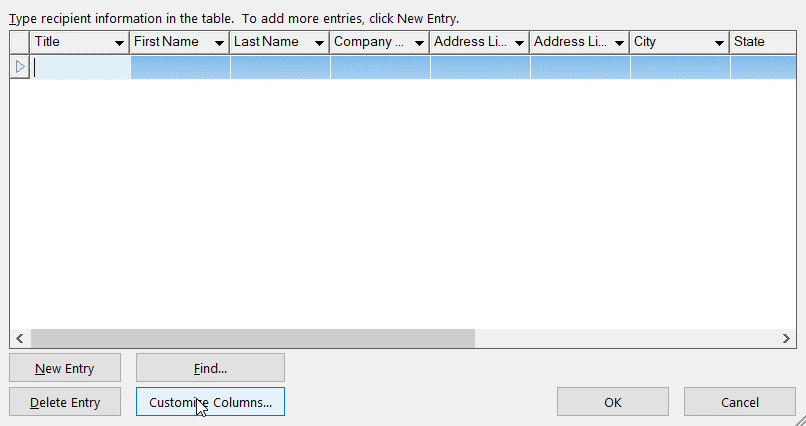 Type recipient information in the table. To add more entries, click New Entry.
Title First Name Last Name Company ... Address Li... Address Li... City State
New Entry Find...
Delete Entry Customize Columns... OK Cancel